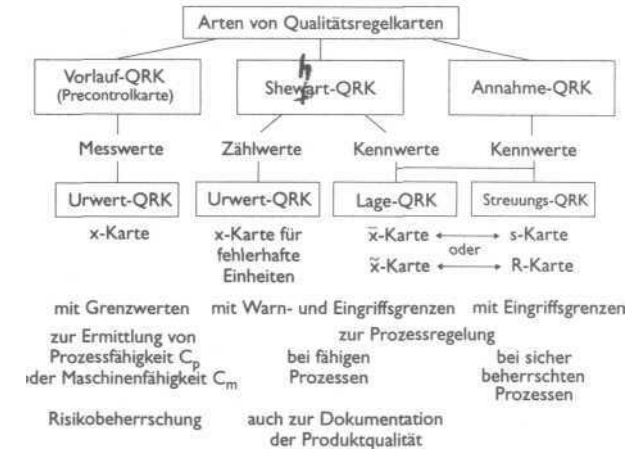 Arten von Qualitätsregelkarten
Vorlauf-QRK
(Precontrolkarte)
Shewart-QRK
h
Annahme-QRK
Messwerte
Zählwerte
Kennwerte
Kennwerte
Urwert-QRK
Urwert-QRK
Lage-QRK
Streuungs-QRK
x-Karte
x-Karte für
fehlerhafte
Einheiten
x̄-Karte
s-Karte
oder
x̃-Karte
R-Karte
mit Grenzwerten
mit Warn- und Eingriffsgrenzen
mit Eingriffsgrenzen
zur Ermittlung von
Prozessfähigkeit Cp
oder Maschinenfähigkeit Cm
zur Prozessregelung
bei fähigen
Prozessen
bei sicher
beherrschten
Prozessen
Risikobeherrschung
auch zur Dokumentation
der Produktqualität